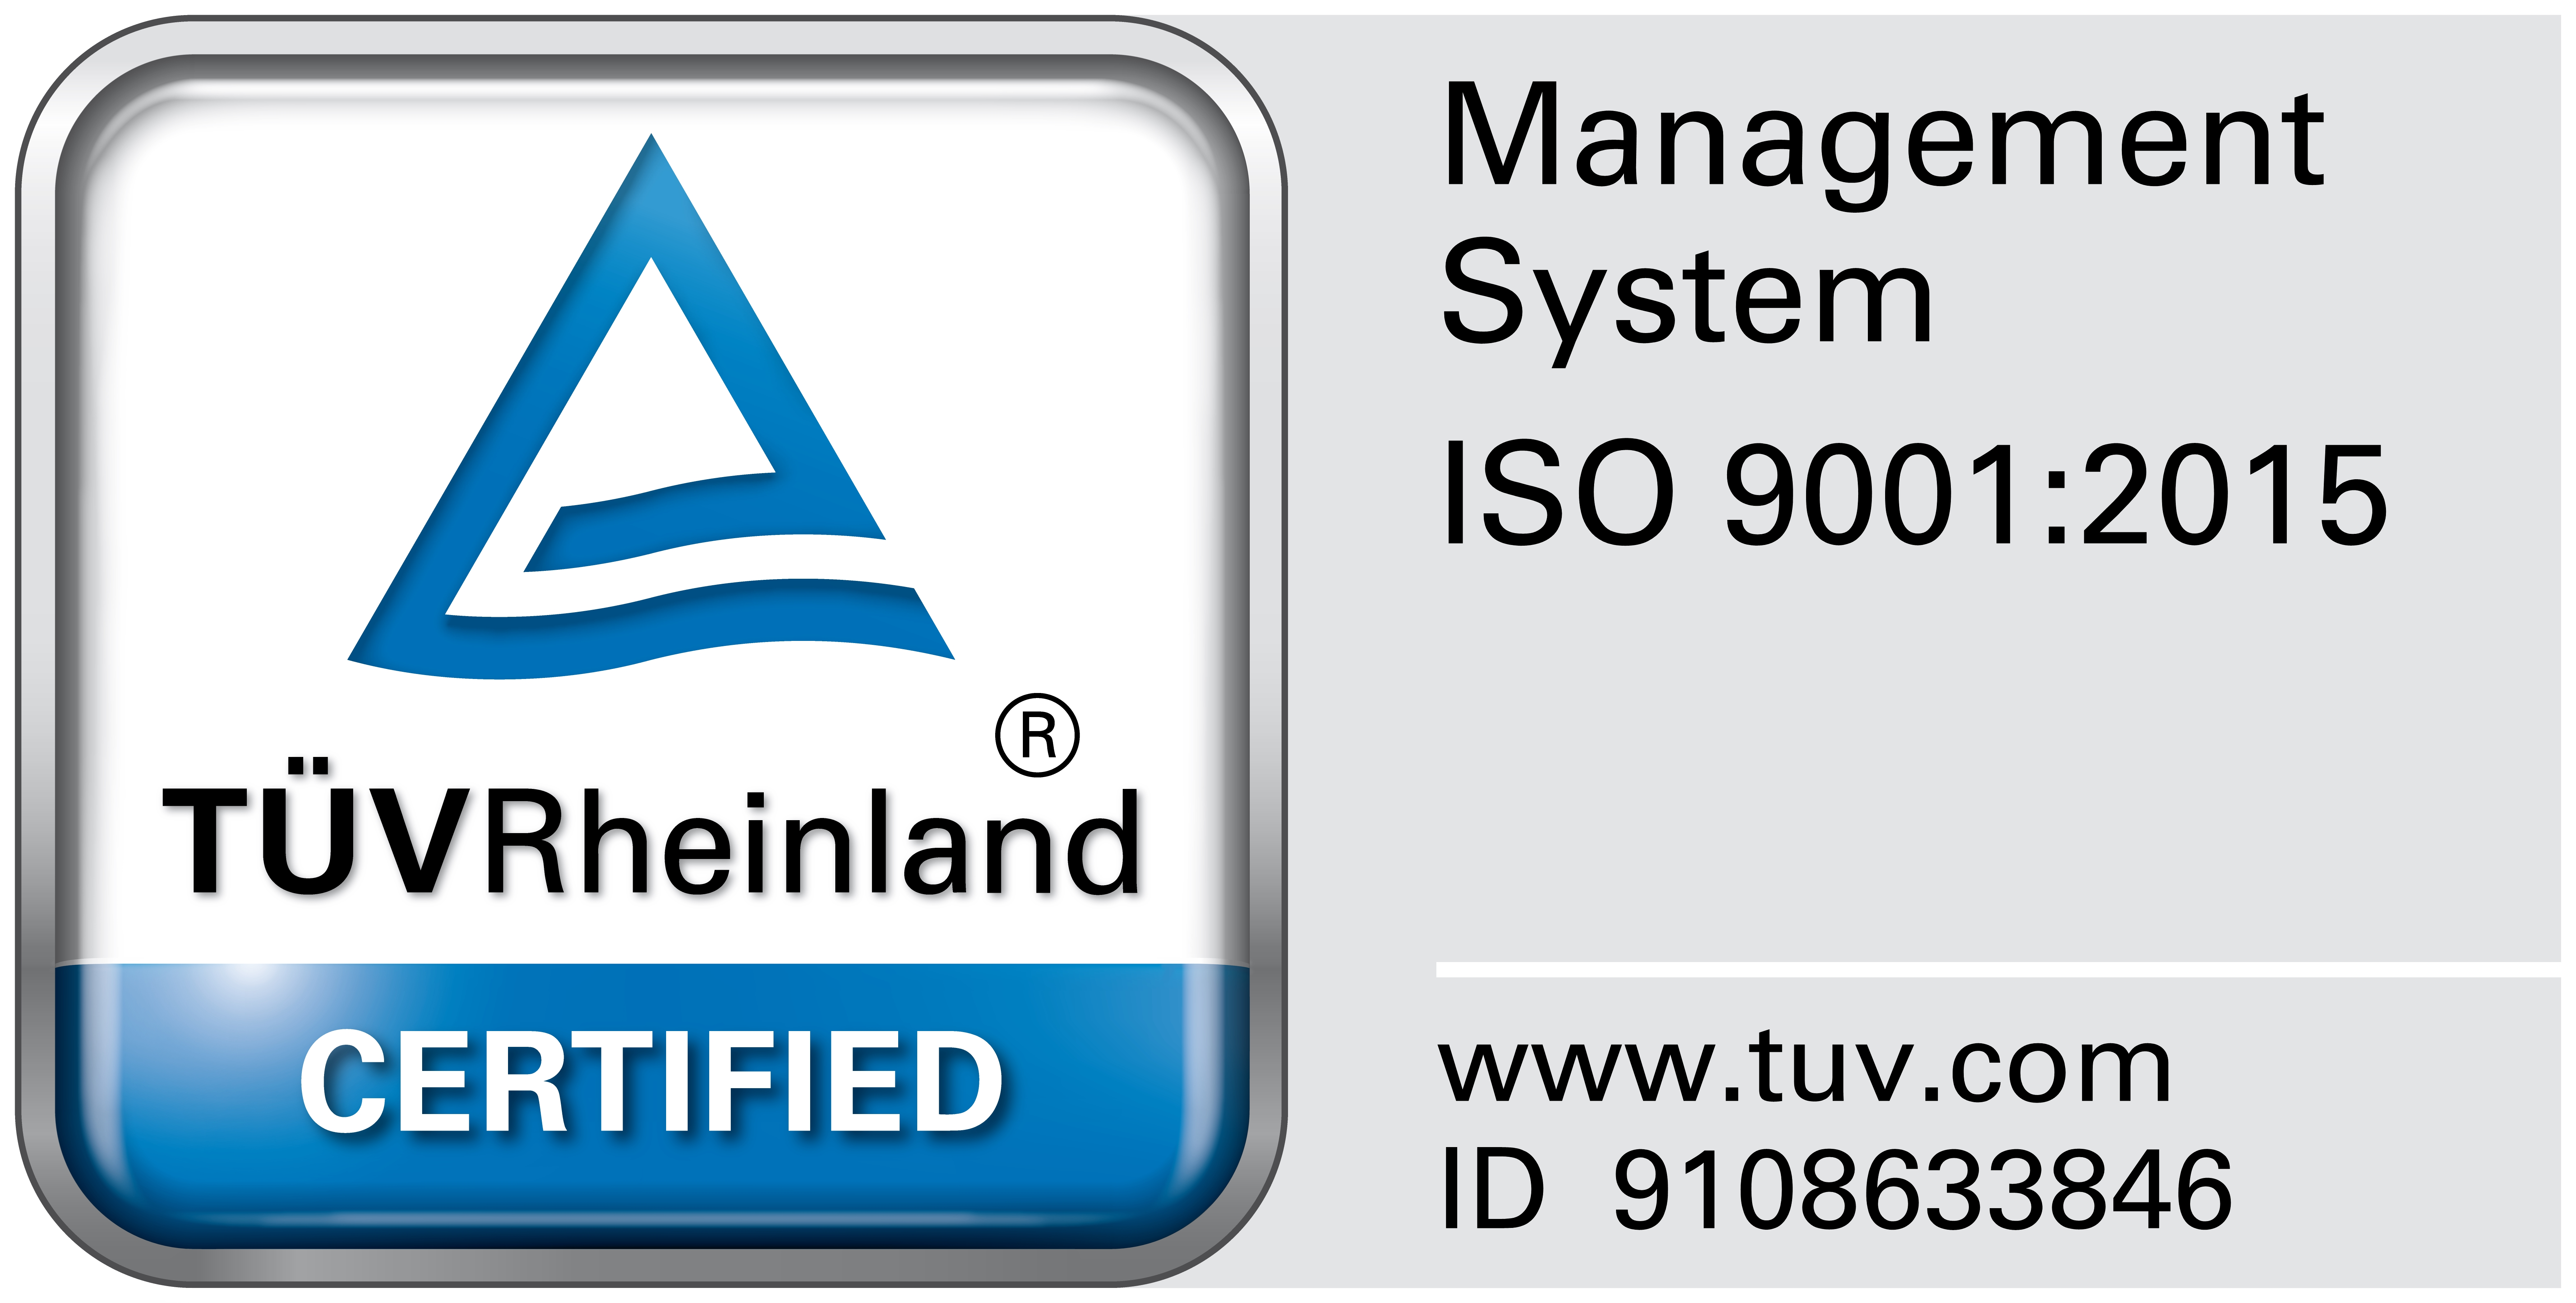 ®
TÜVRheinland
CERTIFIED
Management
System
ISO 9001:2015
www.tuv.com
ID 9108633846